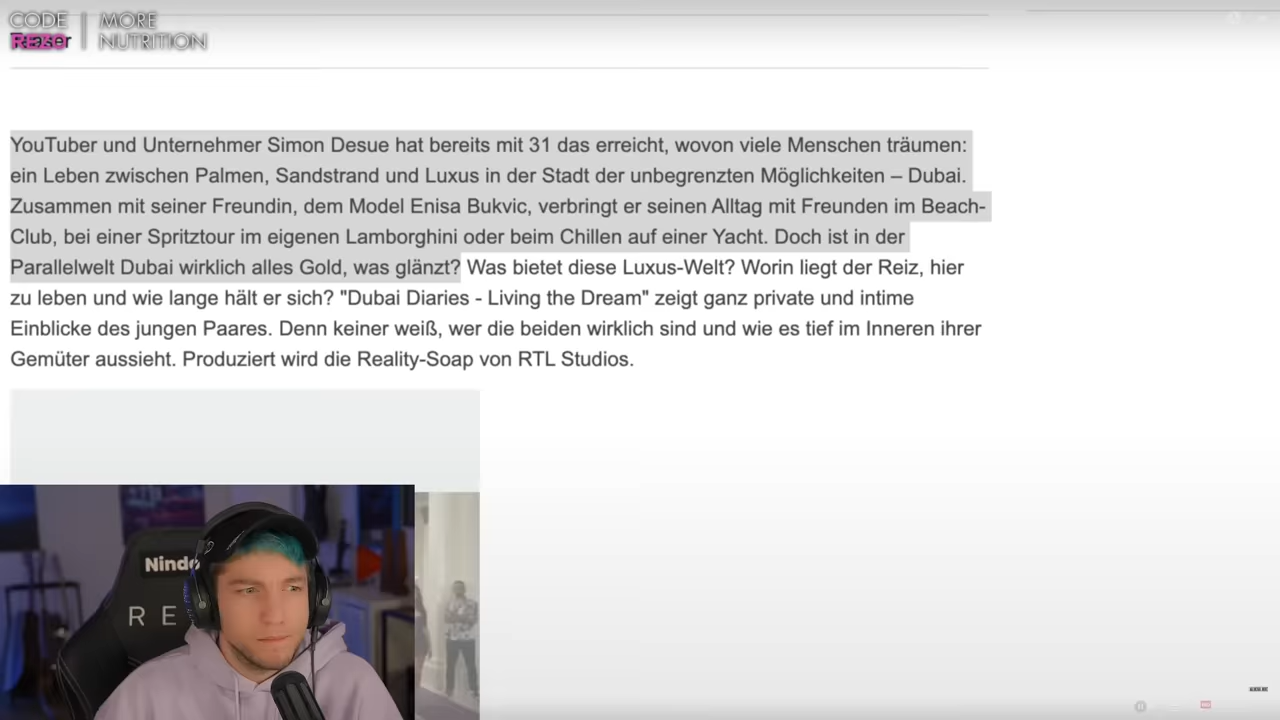 CODE
REZO
MORE
NUTRITION
Teaser
YouTuber und Unternehmer Simon Desue hat bereits mit 31 das erreicht, wovon viele Menschen träumen:
ein Leben zwischen Palmen, Sandstrand und Luxus in der Stadt der unbegrenzten Möglichkeiten – Dubai.
Zusammen mit seiner Freundin, dem Model Enisa Bukvic, verbringt er seinen Alltag mit Freunden im Beach-
Club, bei einer Spritztour im eigenen Lamborghini oder beim Chillen auf einer Yacht. Doch ist in der
Parallelwelt Dubai wirklich alles Gold, was glänzt? Was bietet diese Luxus-Welt? Worin liegt der Reiz, hier
zu leben und wie lange hält er sich? "Dubai Diaries - Living the Dream" zeigt ganz private und intime
Einblicke des jungen Paares. Denn keiner weiß, wer die beiden wirklich sind und wie es tief im Inneren ihrer
Gemüter aussieht. Produziert wird die Reality-Soap von RTL Studios.
Nindo
RE